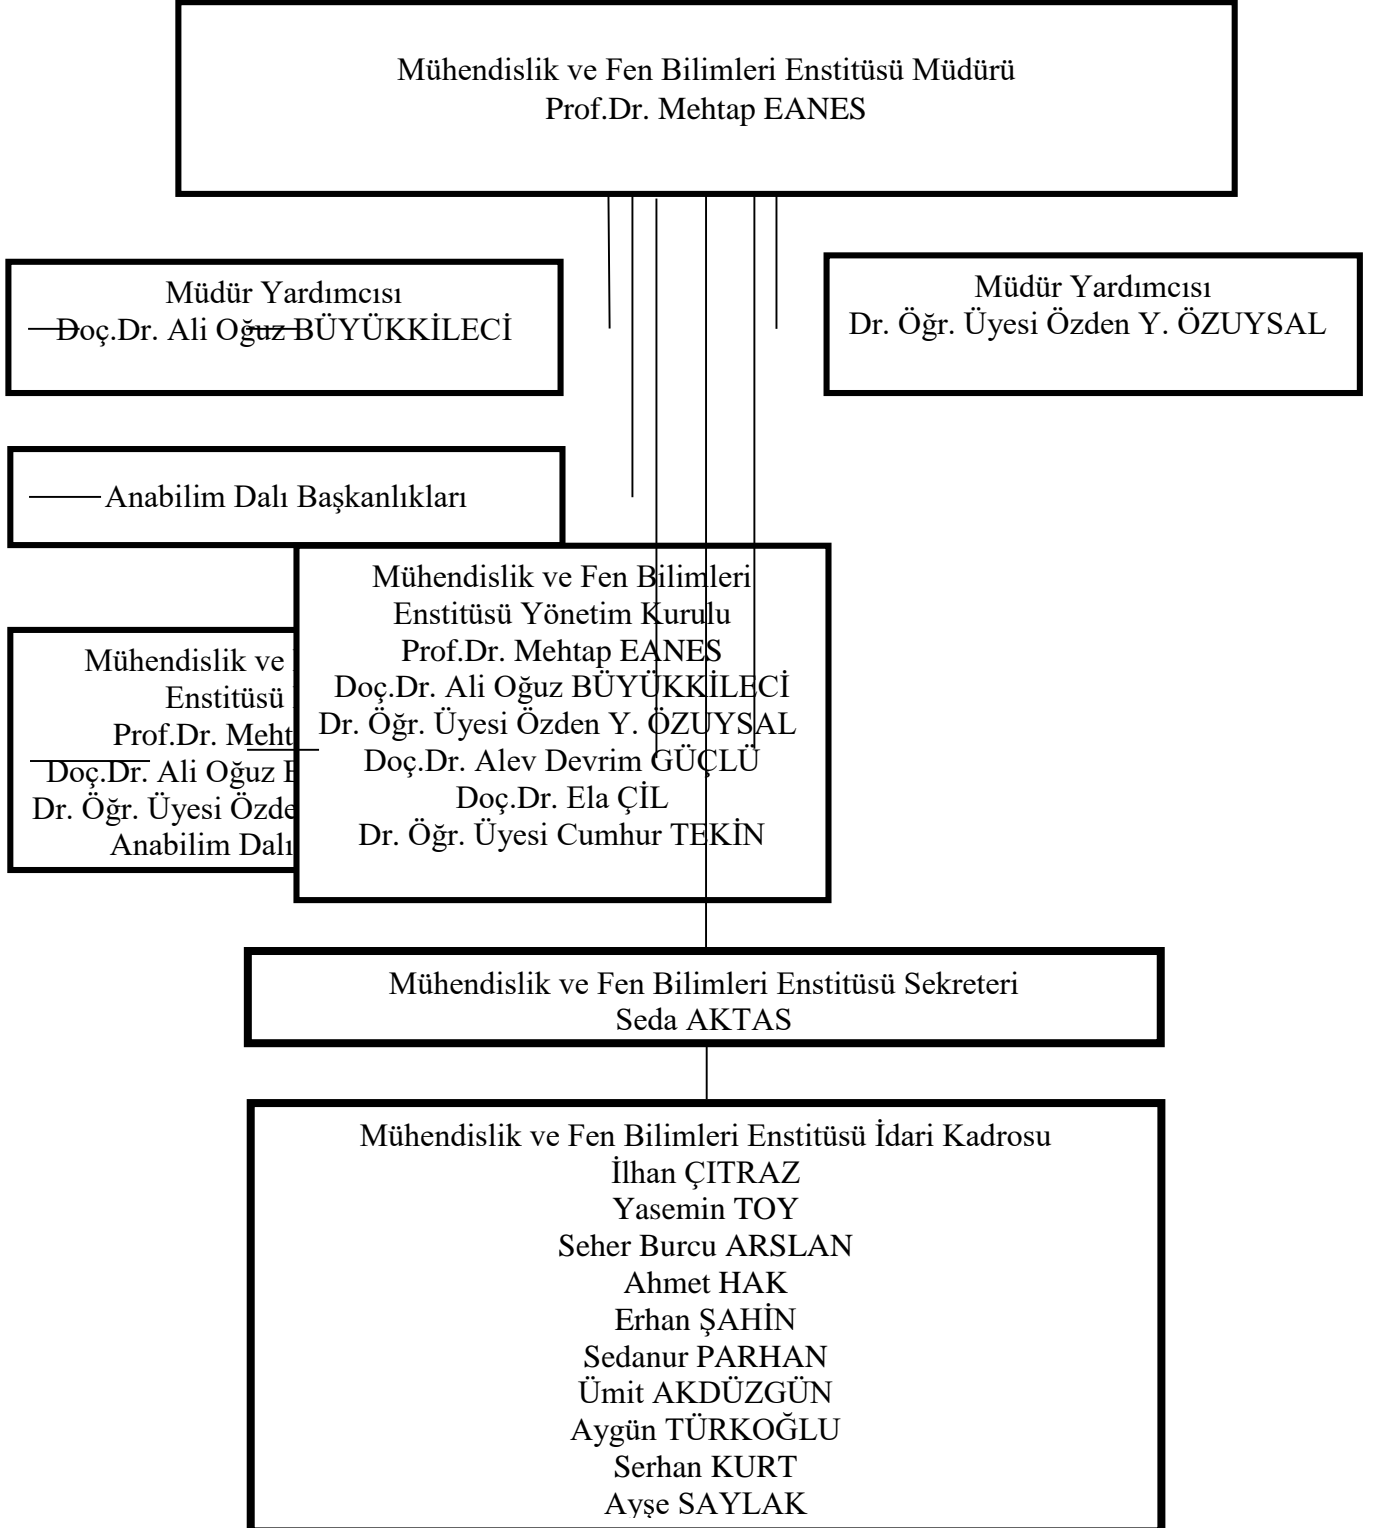 Mühendislik ve Fen Bilimleri Enstitüsü Müdürü
Prof.Dr. Mehtap EANES
Müdür Yardımcısı
Doç.Dr. Ali Oğuz BÜYÜKKİLECİ
Müdür Yardımcısı
Dr. Öğr. Üyesi Özden Y. ÖZUYSAL
Anabilim Dalı Başkanlıkları
Mühendislik ve
Enstitüsü
Prof.Dr.
Doç.Dr. Ali Oğuz
Dr. Öğr. Üyesi
Anabilim Dalı
Mühendislik ve Fen Bilimleri
Enstitüsü Yönetim Kurulu
Prof.Dr. Mehtap EANES
Doç.Dr. Ali Oğuz BÜYÜKKİLECİ
Dr. Öğr. Üyesi Özden Y. ÖZUYSAL
Doç.Dr. Alev Devrim GÜÇLÜ
Doç.Dr. Ela ÇİL
Dr. Öğr. Üyesi Cumhur TEKİN
Mühendislik ve Fen Bilimleri Enstitüsü Sekreteri
Seda AKTAS
Mühendislik ve Fen Bilimleri Enstitüsü İdari Kadrosu
İlhan ÇITRAZ
Yasemin TOY
Seher Burcu ARSLAN
Ahmet HAK
Erhan ŞAHİN
Sedanur PARHAN
Ümit AKDÜZGÜN
Aygün TÜRKOĞLU
Serhan KURT
Ayşe SAYLAK